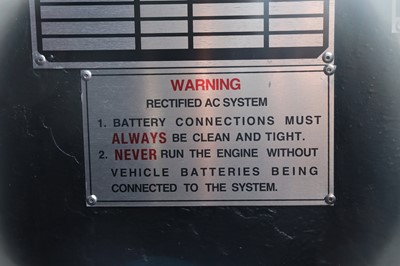 WARNING
RECTIFIED AC SYSTEM
1. BATTERY CONNECTIONS MUST
ALWAYS BE CLEAN AND TIGHT.
2. NEVER RUN THE ENGINE WITHOUT
VEHICLE BATTERIES BEING
CONNECTED TO THE SYSTEM.